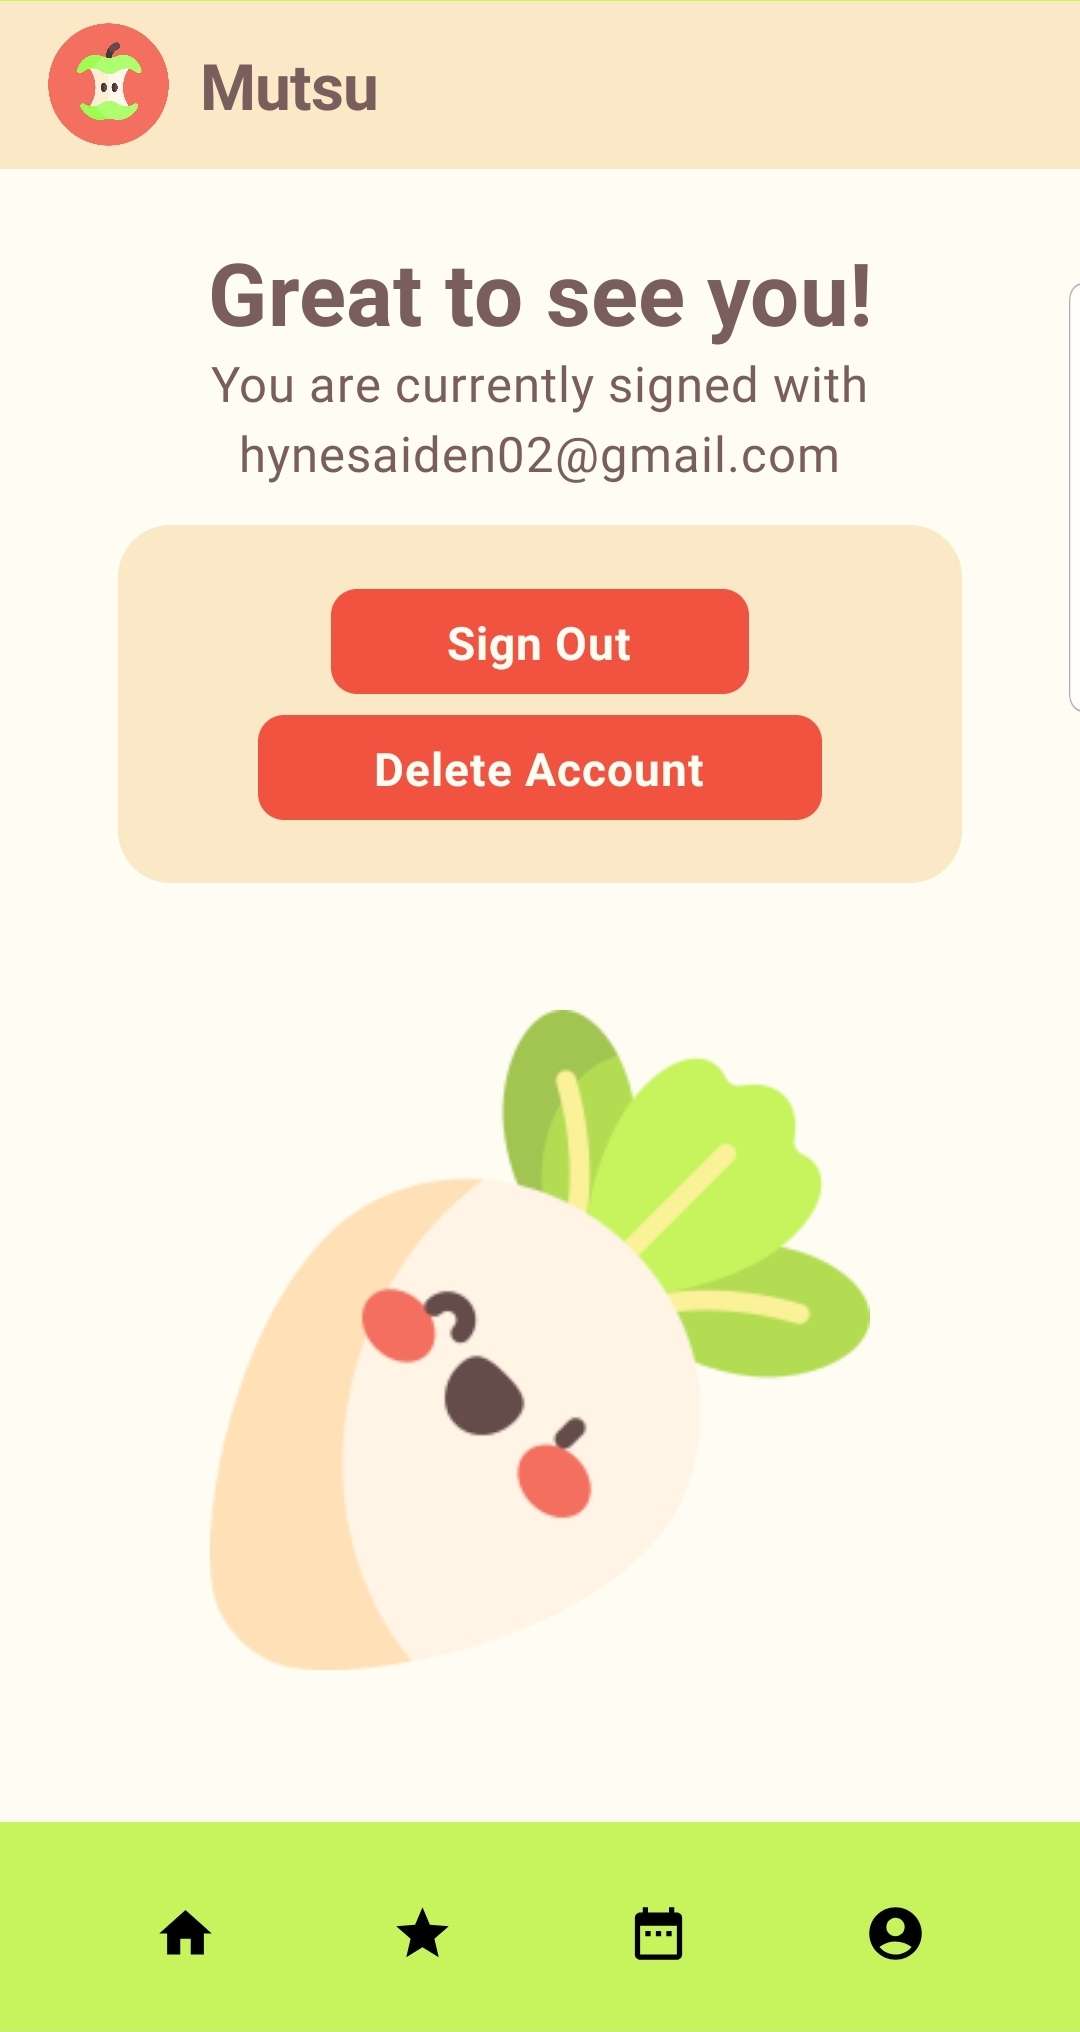 Mutsu
Great to see you!
You are currently signed with
hynesaiden02@gmail.com
Sign Out
Delete Account